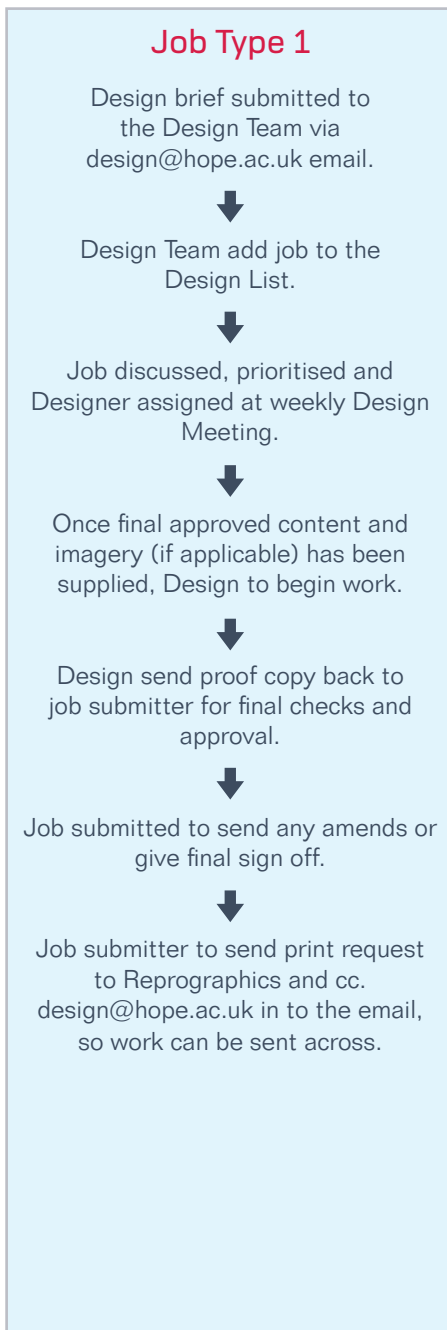 Job Type 1
Design brief submitted to
the Design Team via
design@hope.ac.uk email.
Design Team add job to the
Design List.
Job discussed, prioritised and
Designer assigned at weekly Design
Meeting.
Once final approved content and
imagery (if applicable) has been
supplied, Design to begin work.
Design send proof copy back to
job submitter for final checks and
approval.
Job submitted to send any amends or
give final sign off.
Job submitter to send print request
to Reprographics and cc.
design@hope.ac.uk in to the email,
so work can be sent across.